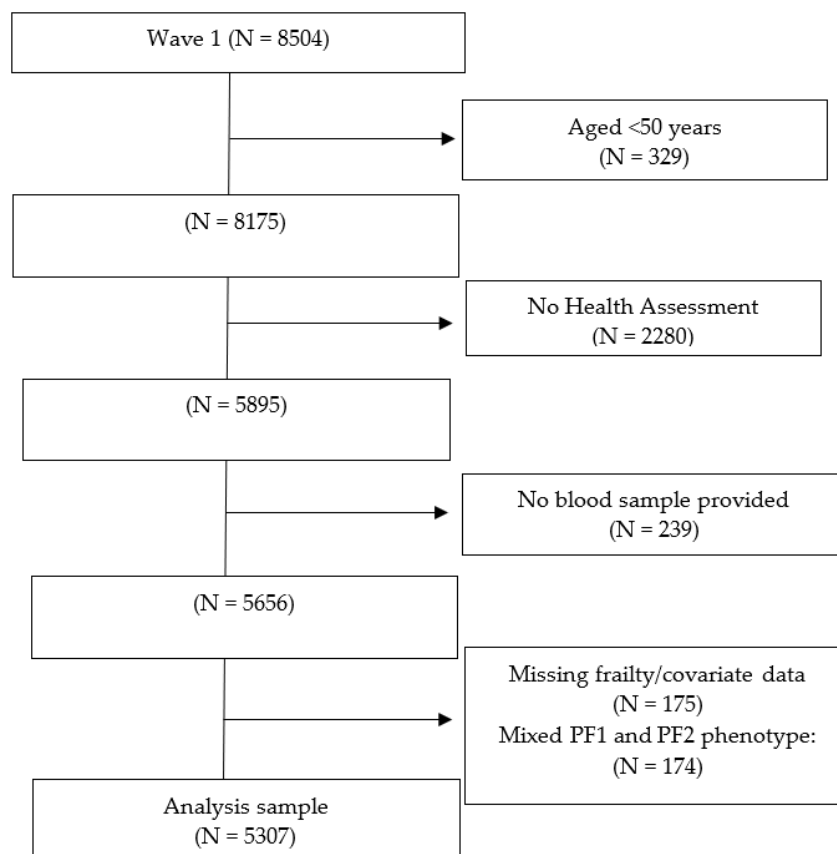 Wave 1 (N = 8504)
Aged <50 years
(N = 329)
(N = 8175)
No Health Assessment
(N = 2280)
(N = 5895)
No blood sample provided
(N = 239)
(N = 5656)
Missing frailty/covariate data
(N = 175)
Mixed PF1 and PF2 phenotype:
(N = 174)
Analysis sample
(N = 5307)